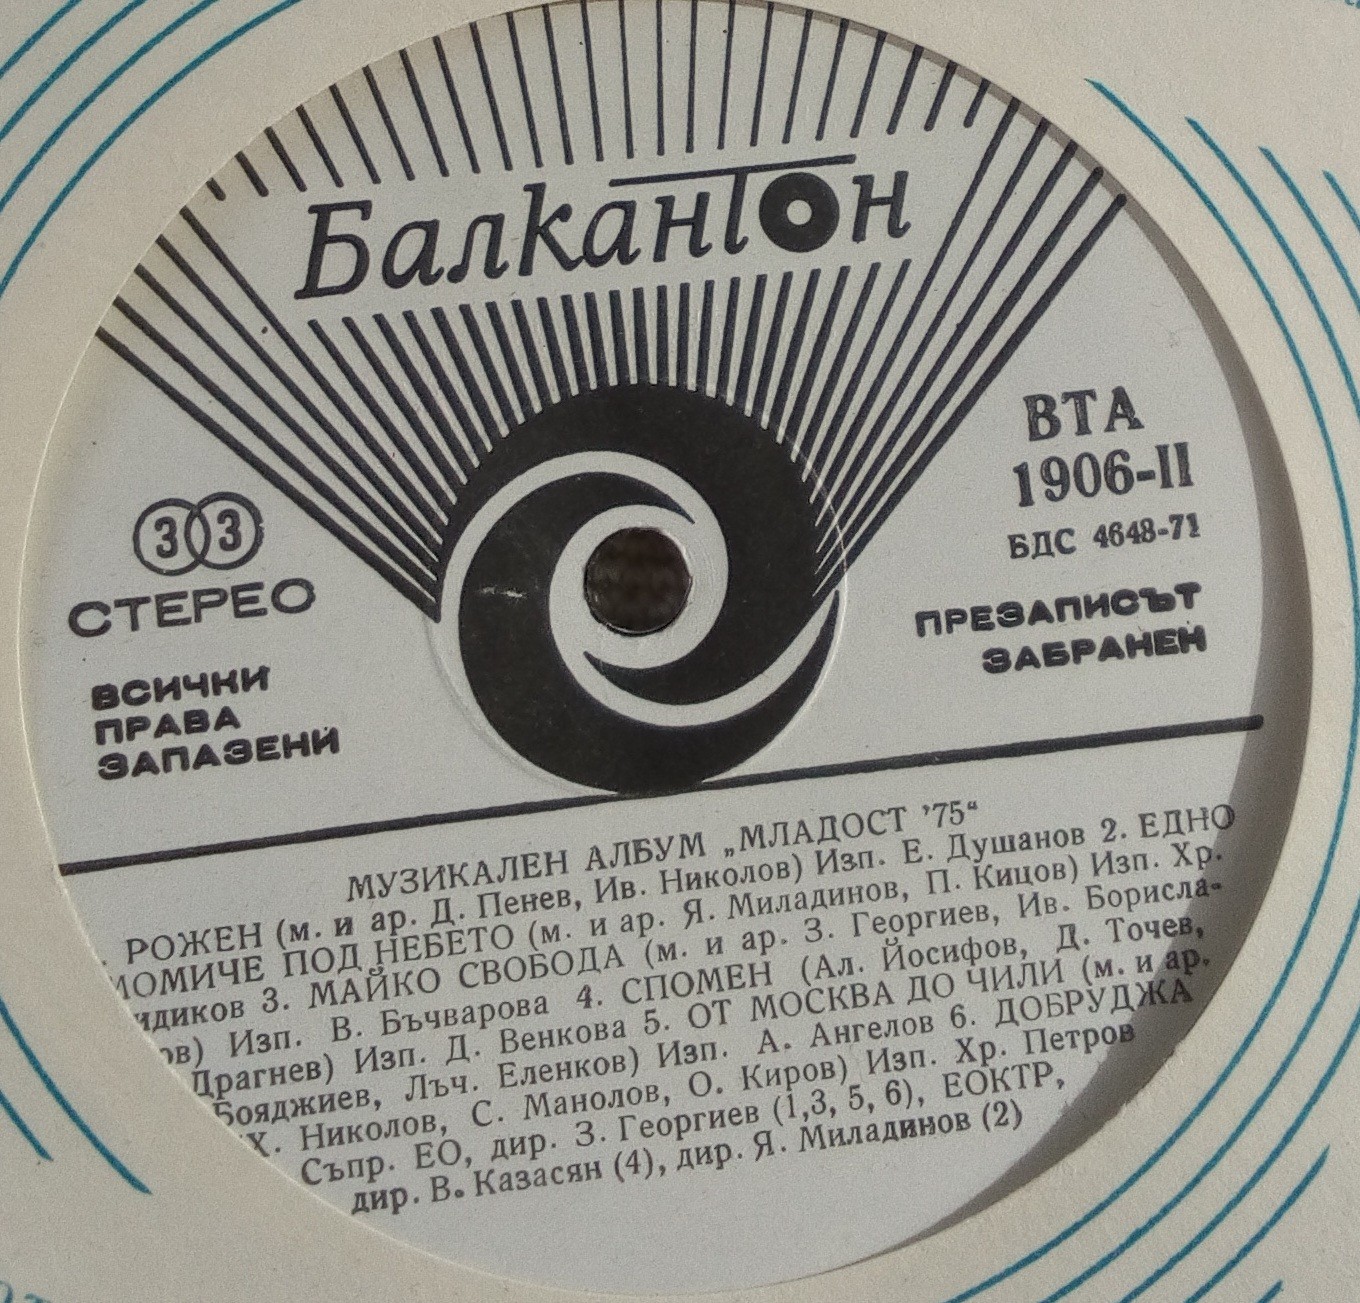 Балкантон
ВТА
1906-II
БДС 4648-71
33
СТЕРЕО
ПРЕЗАПИСЪТ
ЗАБРАНЕН
ВСИЧКИ
ПРАВА
ЗАПАЗЕНИ
МУЗИКАЛЕН АЛБУМ „МЛАДОСТ '75“
РОЖЕН (м. и ар. Д. Пенев, Ив. Николов) Изп. Е. Душанов 2. ЕДНО
МОМИЧЕ ПОД НЕБЕТО (м. и ар. Я. Миладинов, П. Кицов) Изп. Хр.
идиков 3. МАЙКО СВОБОДА (м. и ар. З. Георгиев, Ив. Борисла-
ов) Изп. В. Бъчварова 4. СПОМЕН (Ал. Йосифов, Д. Точев,
Драгнев) Изп. Д. Венкова 5. ОТ МОСКВА ДО ЧИЛИ (м. и ар.
Бояджиев, Лъч. Еленков) Изп. А. Ангелов 6. ДОБРУДЖА
Х. Николов, С. Манолов, О. Киров) Изп. Хр. Петров
Съпр. ЕО, дир. З. Георгиев (1,3, 5, 6), ЕОКТР,
дир. В. Казасян (4), дир. Я. Миладинов (2)